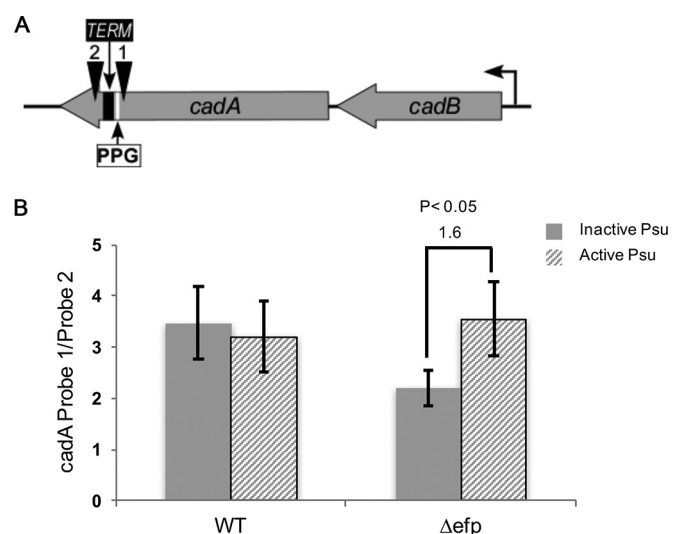 A
TERM
2 1
cadA cadB
PPG
B
P< 0.05
1.6
Inactive Psu
Active Psu
cadA Probe 1/Probe 2
5
4
3
2
1
0
WT Δefp